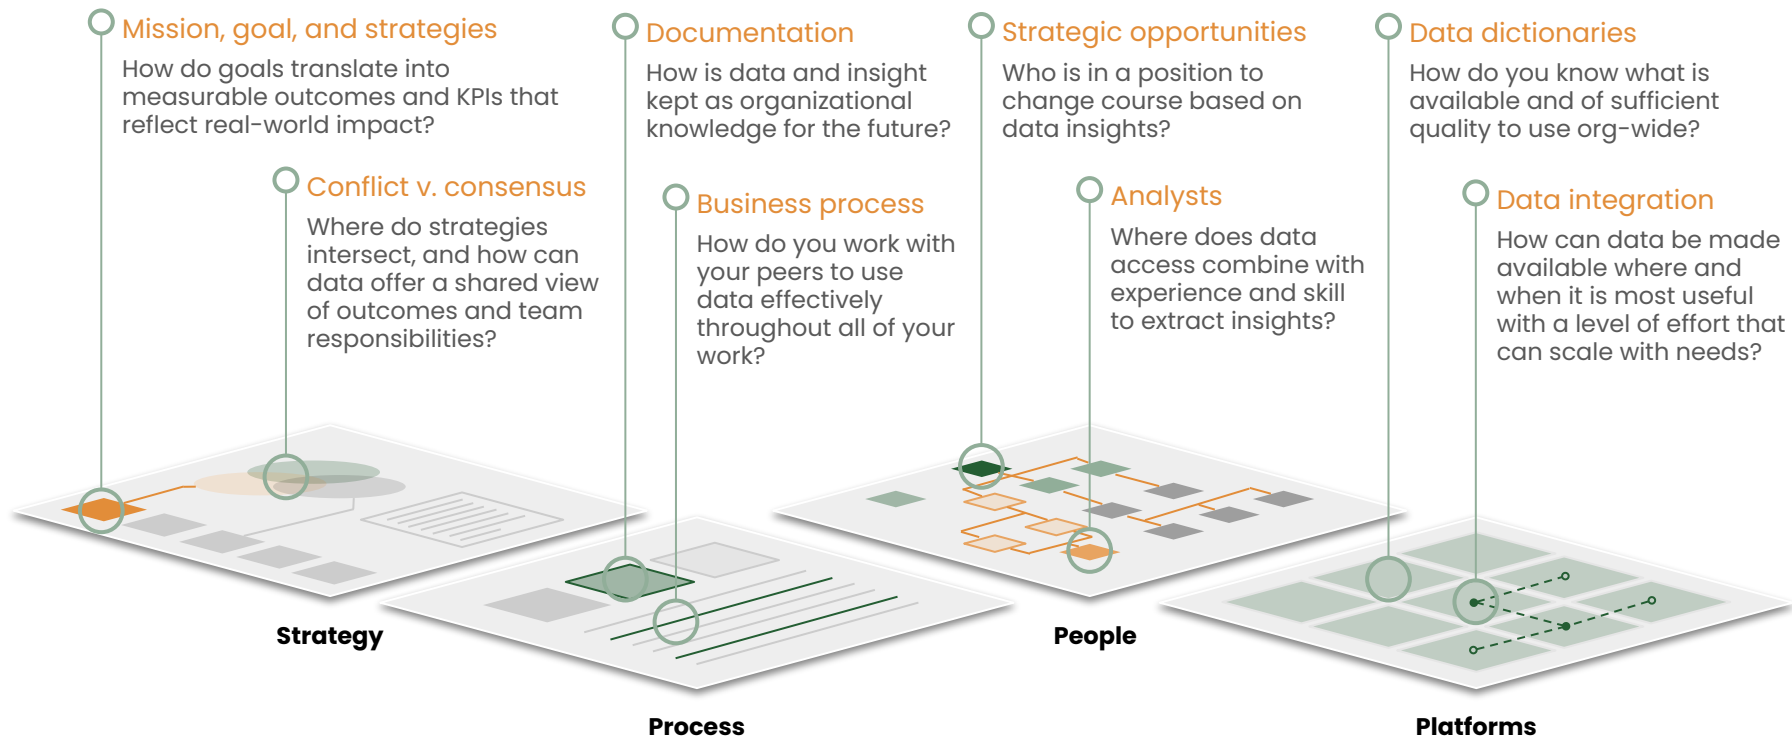 Mission, goal, and strategies
How do goals translate into
measurable outcomes and KPIs that
reflect real-world impact?
Conflict v. consensus
Where do strategies
intersect, and how can
data offer a shared view
of outcomes and team
responsibilities?
Documentation
How is data and insight
kept as organizational
knowledge for the future?
Business process
How do you work with
your peers to use
data effectively
throughout all of your
work?
Strategic opportunities
Who is in a position to
change course based on
data insights?
Analysts
Where does data
access combine with
experience and skill
to extract insights?
Data dictionaries
How do you know what is
available and of sufficient
quality to use org-wide?
Data integration
How can data be made
available where and
when it is most useful
with a level of effort that
can scale with needs?
Strategy
Process
People
Platforms